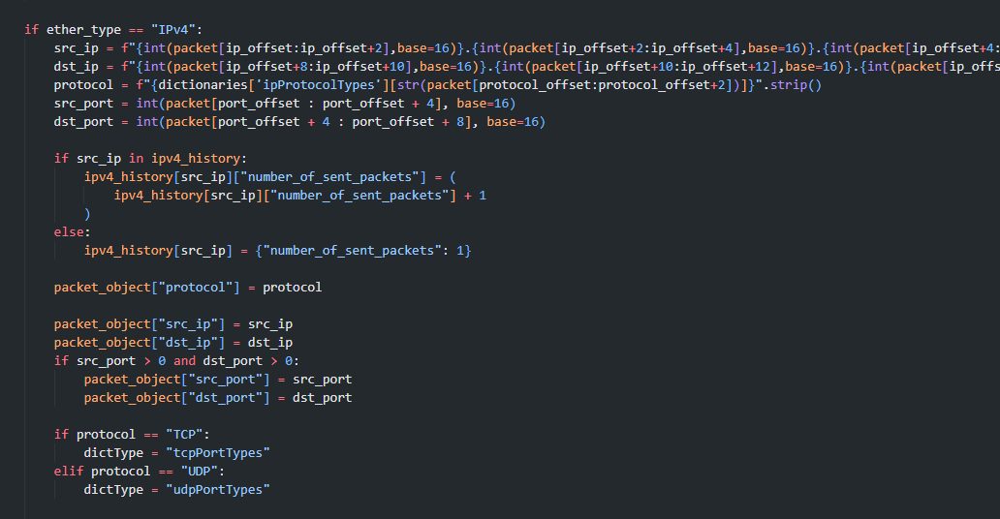 if ether_type == "IPv4":
    src_ip = f"{int(packet[ip_offset:ip_offset+2],base=16)}.{int(packet[ip_offset+2:ip_offset+4],base=16)}.{int(packet[ip_offset+4:
    dst_ip = f"{int(packet[ip_offset+8:ip_offset+10],base=16)}.{int(packet[ip_offset+10:ip_offset+12],base=16)}.{int(packet[ip_offs
    protocol = f"{dictionaries['ipProtocolTypes'][str(packet[protocol_offset:protocol_offset+2])]}".strip()
    src_port = int(packet[port_offset : port_offset + 4], base=16)
    dst_port = int(packet[port_offset + 4 : port_offset + 8], base=16)

    if src_ip in ipv4_history:
        ipv4_history[src_ip]["number_of_sent_packets"] = (
            ipv4_history[src_ip]["number_of_sent_packets"] + 1
        )
    else:
        ipv4_history[src_ip] = {"number_of_sent_packets": 1}

    packet_object["protocol"] = protocol

    packet_object["src_ip"] = src_ip
    packet_object["dst_ip"] = dst_ip
    if src_port > 0 and dst_port > 0:
        packet_object["src_port"] = src_port
        packet_object["dst_port"] = dst_port

    if protocol == "TCP":
        dictType = "tcpPortTypes"
    elif protocol == "UDP":
        dictType = "udpPortTypes"